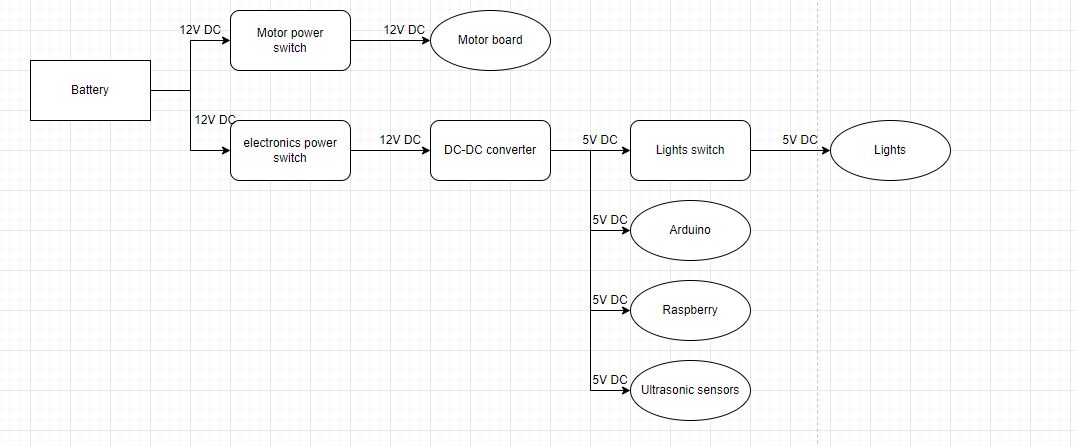 12V DC
Motor power
switch
12V DC
Motor board
Battery
12V DC
electronics power
switch
12V DC
DC-DC converter
5V DC
Lights switch
5V DC
Lights
5V DC
Arduino
5V DC
Raspberry
5V DC
Ultrasonic sensors